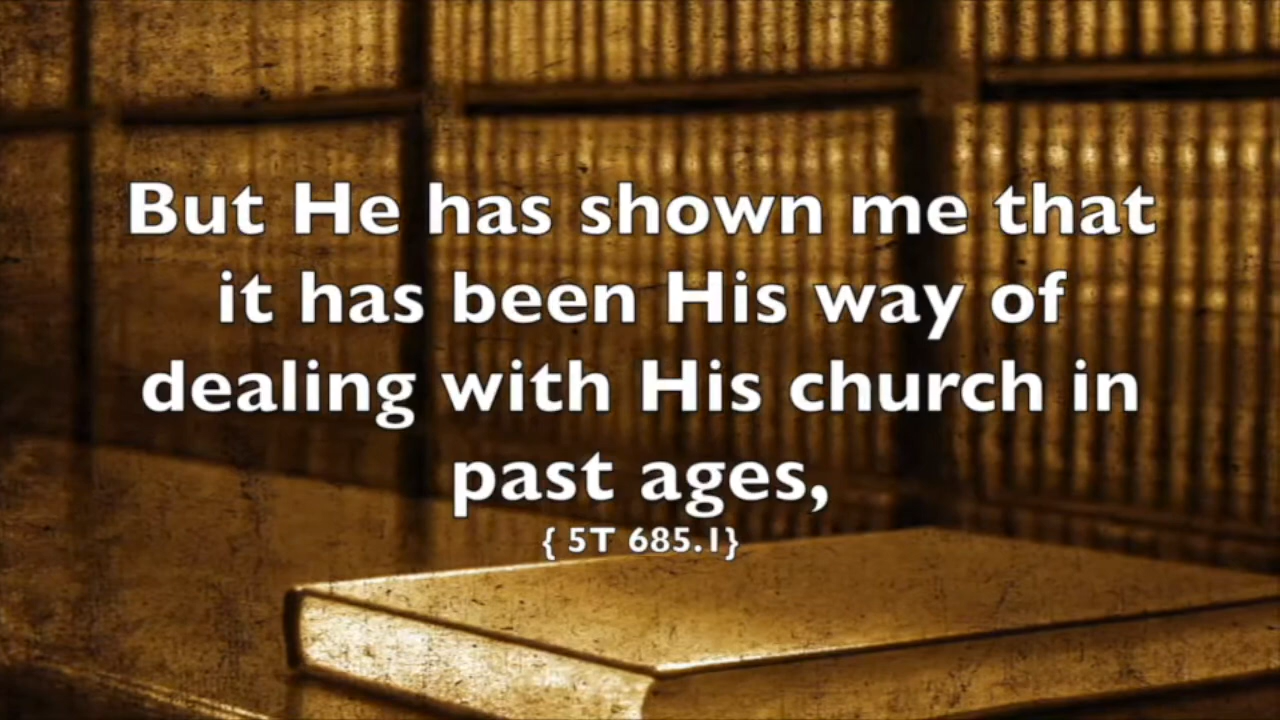 But He has shown me that
it has been His way of
dealing with His church in
past ages,
{ 5T 685.1}